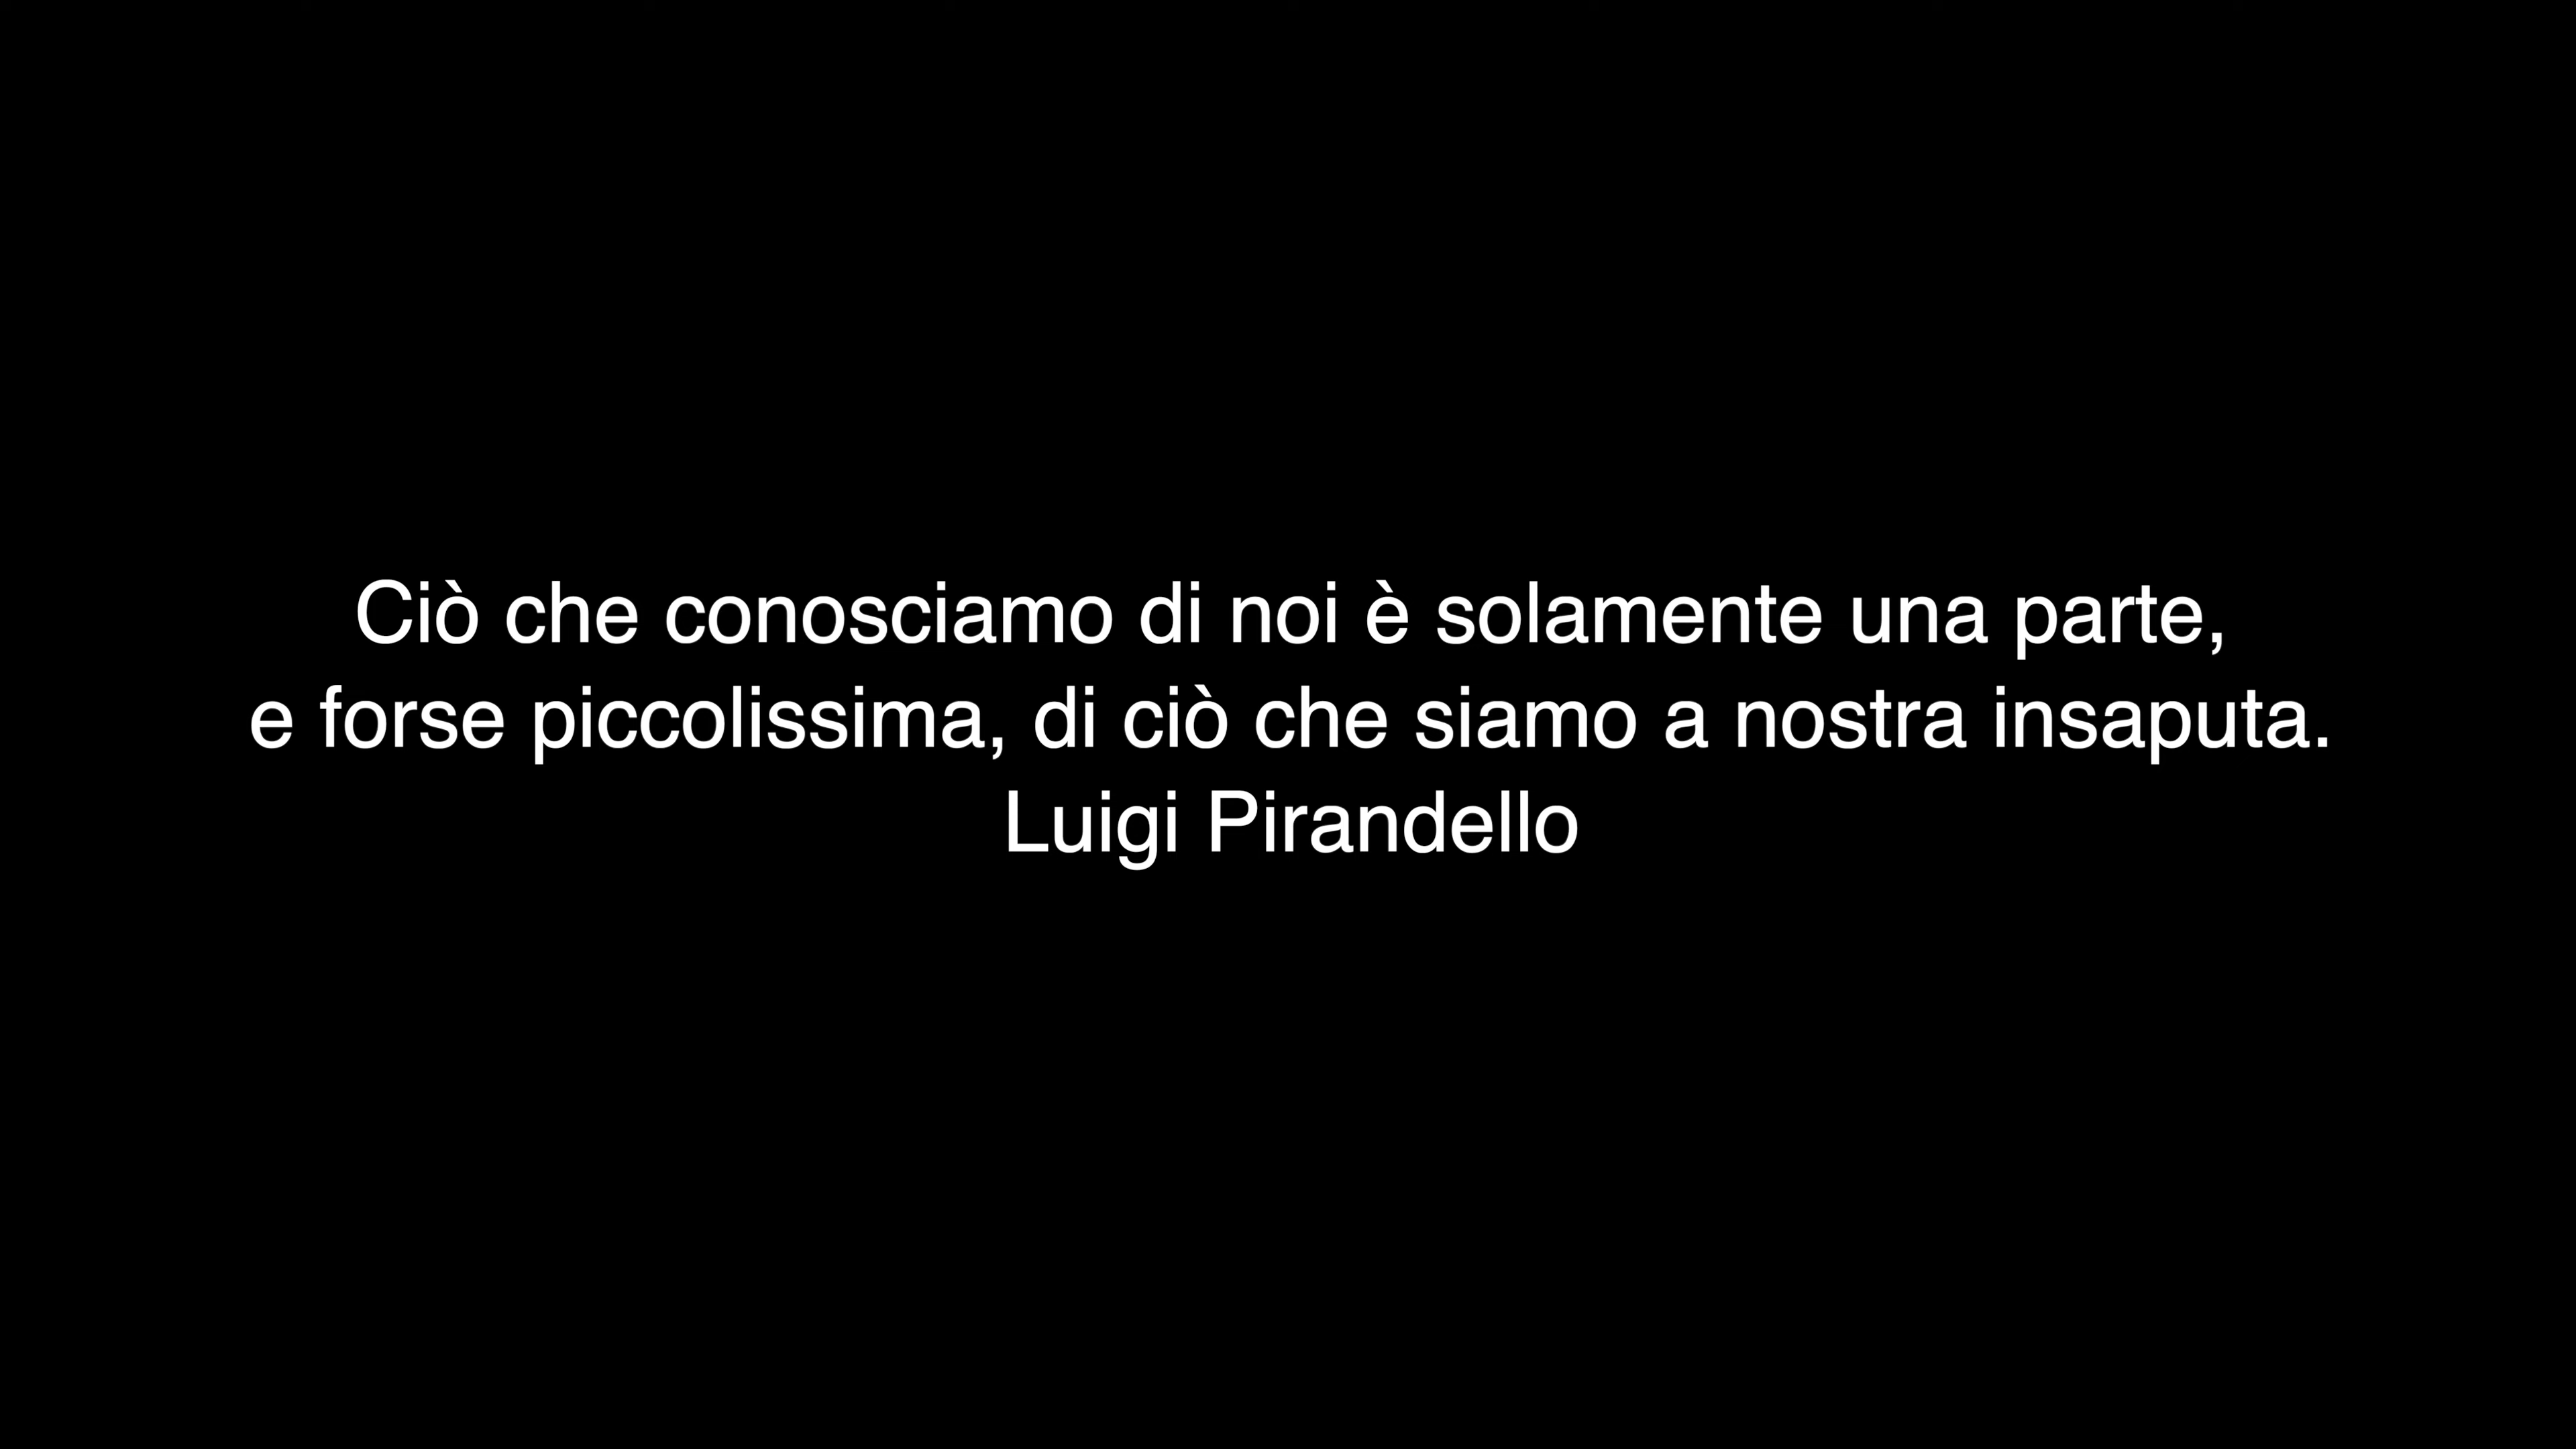 Ciò che conosciamo di noi è solamente una parte,
e forse piccolissima, di ciò che siamo a nostra insaputa.
Luigi Pirandello